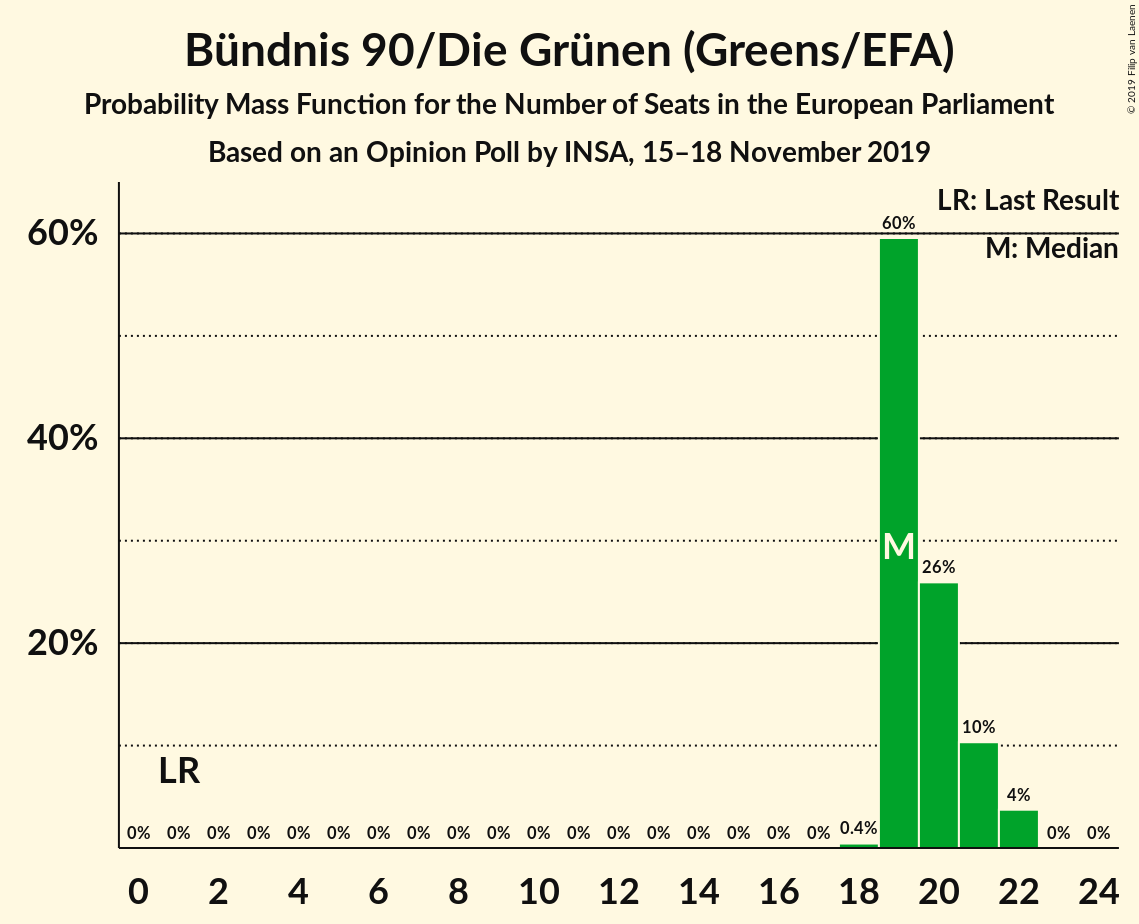 Bündnis 90/Die Grünen (Greens/EFA)
Probability Mass Function for the Number of Seats in the European Parliament
Based on an Opinion Poll by INSA, 15–18 November 2019
© 2019 Filip van Laenen
LR: Last Result
M: Median
60%
40%
20%
60%
M
26%
10%
4%
LR
0% 0% 0% 0% 0% 0% 0% 0% 0% 0% 0% 0% 0% 0% 0% 0% 0% 0% 0.4% 0% 0%
0 2 4 6 8 10 12 14 16 18 20 22 24